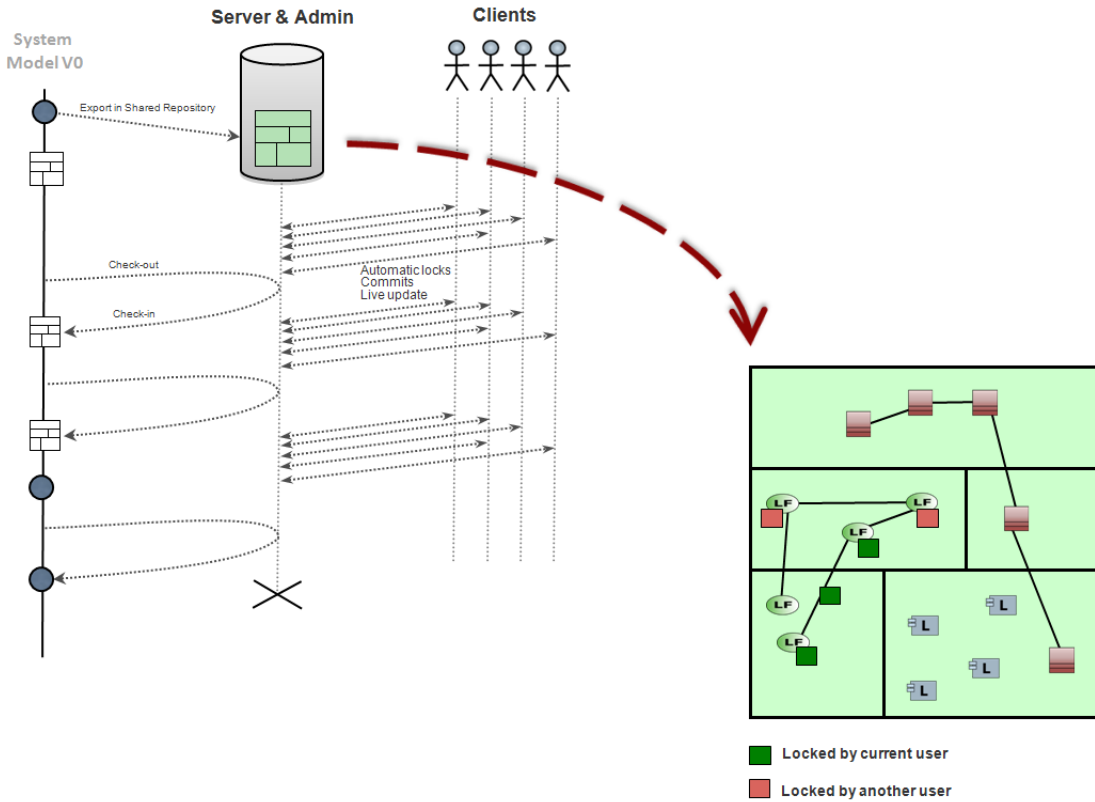 Server & Admin
Clients
System
Model V0
Export in Shared Repository
Check-out
Automatic locks
Commits
Live update
Check-in
LF
LF
LF
LF
LF
L
L
L
L
Locked by current user
Locked by another user